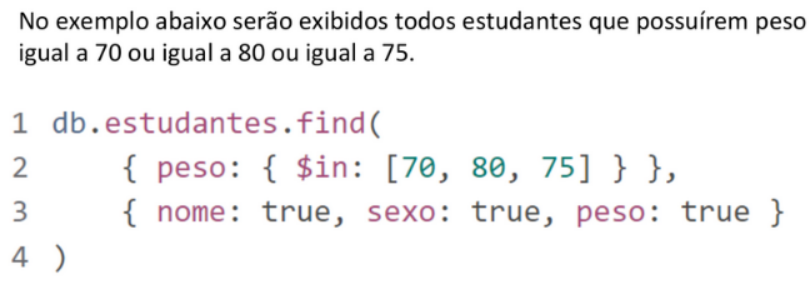 No exemplo abaixo serão exibidos todos estudantes que possuírem peso
igual a 70 ou igual a 80 ou igual a 75.
1 db.estudantes.find(
2 { peso: { $in: [70, 80, 75] } },
3 { nome: true, sexo: true, peso: true }
4 )